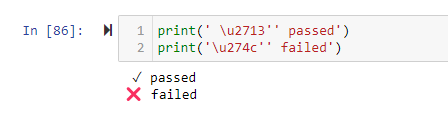 In [86]: 1 print(' \u2713'' passed')
2 print('\u274c'' failed')
✓ passed
❌ failed